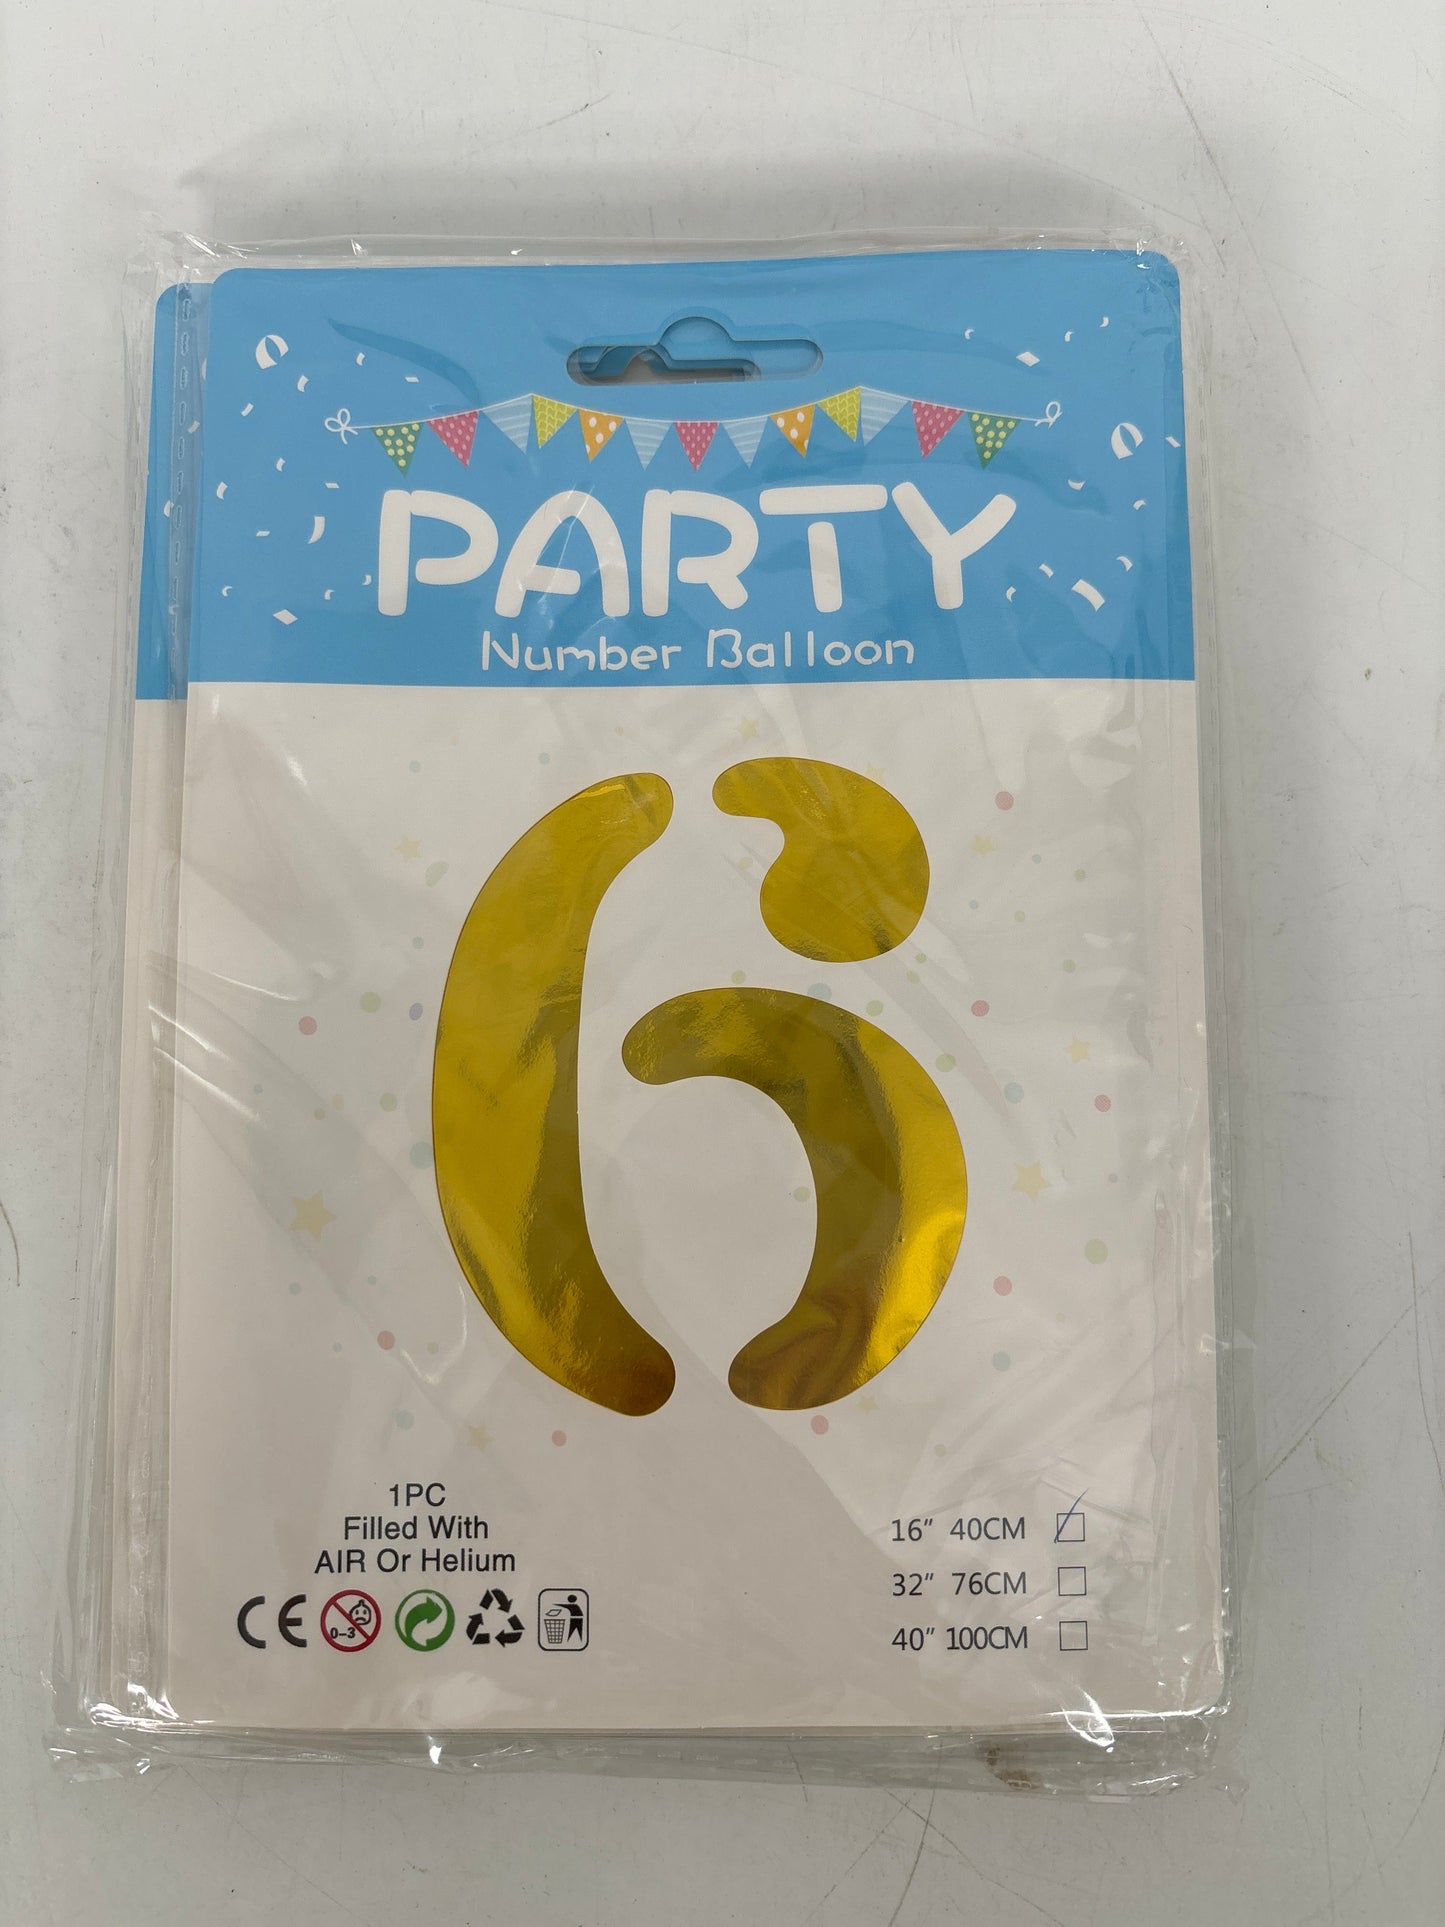 PARTY
Number Balloon
6
1PC
Filled With
AIR Or Helium
CE
0-3
16" 40CM
32" 76CM
40" 100CM